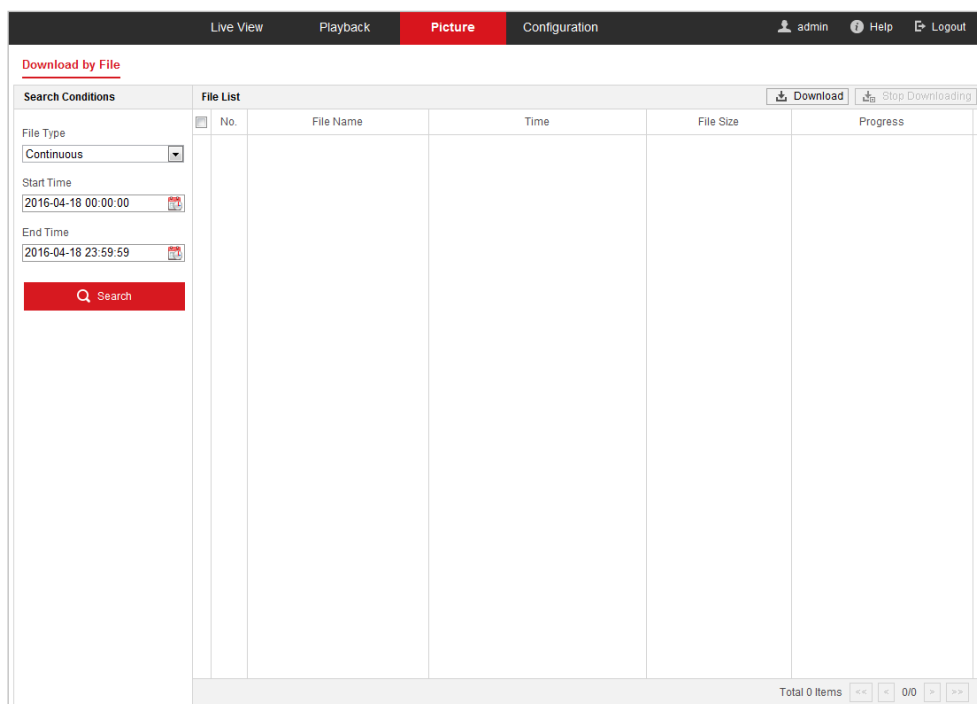 Live View Playback Picture Configuration admin Help Logout
Download by File
Search Conditions File List Download Stop Downloading
No. File Name Time File Size Progress
File Type
Continuous
Start Time
2016-04-18 00:00:00
End Time
2016-04-18 23:59:59
Search
Total 0 Items << < 0/0 > >>